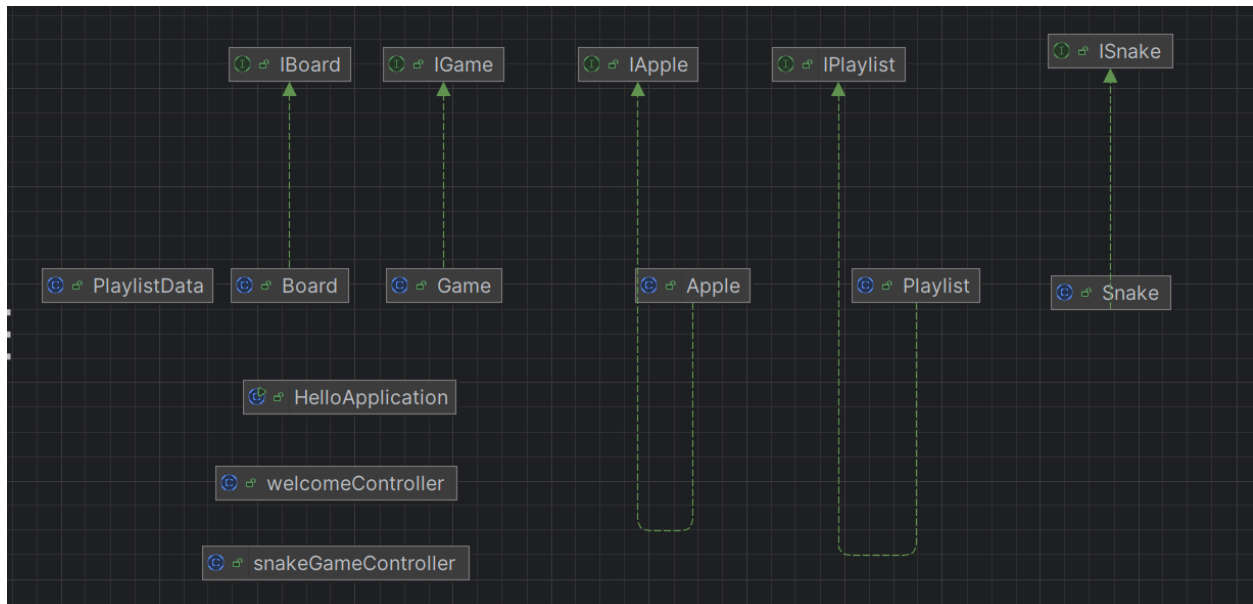 IBoard
IGame
IApple
IPlaylist
ISnake
PlaylistData
Board
Game
Apple
Playlist
Snake
HelloApplication
welcomeController
snakeGameController